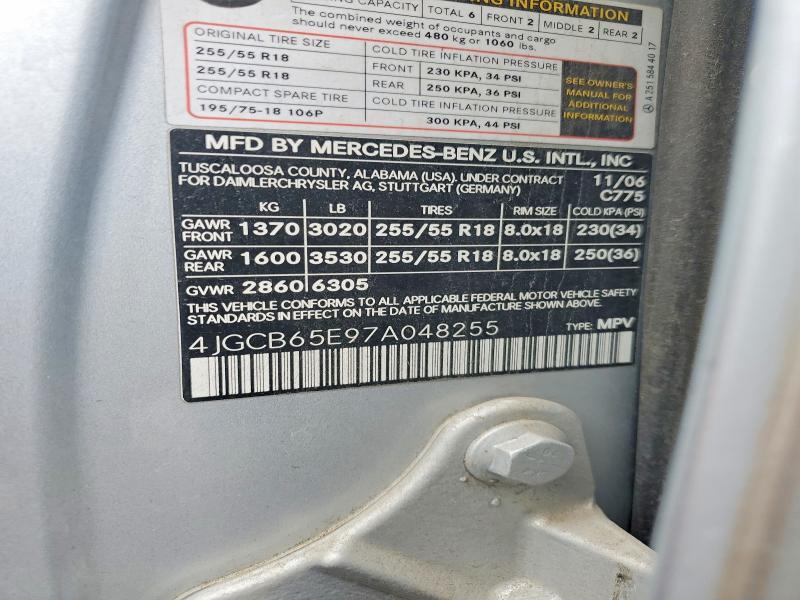 INFORMATION
CAPACITY TOTAL 6 FRONT 2 MIDDLE 2 REAR 2
The combined weight of occupants and cargo
should never exceed 480 kg or 1060 lbs.
ORIGINAL TIRE SIZE COLD TIRE INFLATION PRESSURE
255/55 R18 FRONT 230 KPA, 34 PSI
255/55 R18 REAR 250 KPA, 36 PSI
COMPACT SPARE TIRE COLD TIRE INFLATION PRESSURE
195/75-18 106P 300 KPA, 44 PSI
SEE OWNER'S
MANUAL FOR
ADDITIONAL
INFORMATION
A 251 584 40 17
MFD BY MERCEDES-BENZ U.S. INTL., INC
TUSCALOOSA COUNTY, ALABAMA (USA). UNDER CONTRACT 11/06
FOR DAIMLERCHRYSLER AG, STUTTGART (GERMANY) C775
KG LB TIRES RIM SIZE COLD KPA (PSI)
GAWR FRONT 1370 3020 255/55 R18 8.0x18 230(34)
GAWR REAR 1600 3530 255/55 R18 8.0x18 250(36)
GVWR 2860 6305
THIS VEHICLE CONFORMS TO ALL APPLICABLE FEDERAL MOTOR VEHICLE SAFETY
STANDARDS IN EFFECT ON THE DATE OF MANUFACTURE SHOWN ABOVE.
4JGCB65E97A048255 TYPE: MPV